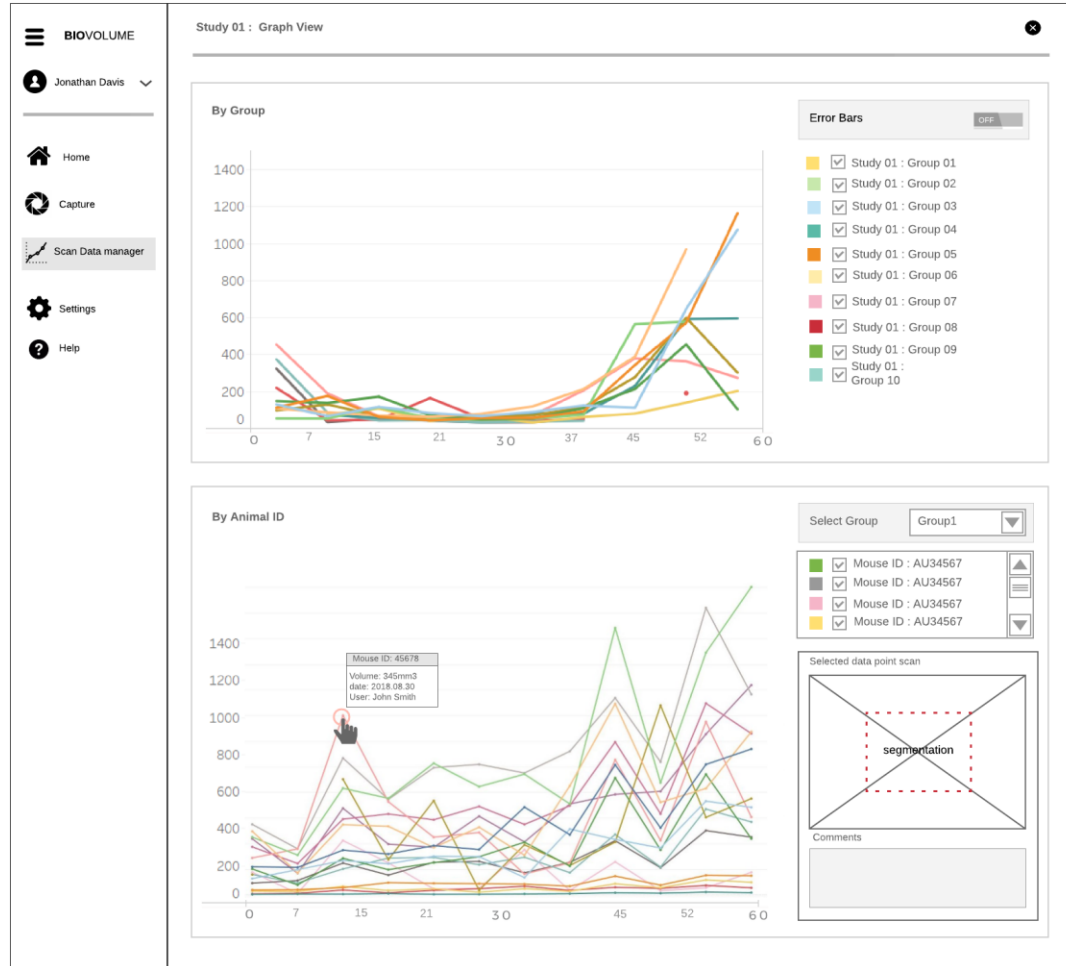 BIOVOLUME
Study 01 : Graph View
Jonathan Davis
Home
Capture
Scan Data manager
Settings
Help
By Group
Error Bars
OFF
1400
1200
1000
800
600
400
200
0
0 7 15 21 30 37 45 52 60
Study 01 : Group 01
Study 01 : Group 02
Study 01 : Group 03
Study 01 : Group 04
Study 01 : Group 05
Study 01 : Group 06
Study 01 : Group 07
Study 01 : Group 08
Study 01 : Group 09
Study 01 :
Group 10
By Animal ID
Select Group
Group1
1400
1200
1000
800
600
400
200
0
0 7 15 21 30 45 52 60
Mouse ID: 45678
Volume: 345mm3
date: 2018.08.30
User: John Smith
Mouse ID : AU34567
Mouse ID : AU34567
Mouse ID : AU34567
Mouse ID : AU34567
Selected data point scan
segmentation
Comments